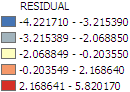 RESIDUAL
-4.221710 - -3.215390
-3.215389 - -2.068850
-2.068849 - -0.203550
-0.203549 - 2.168640
2.168641 - 5.820170